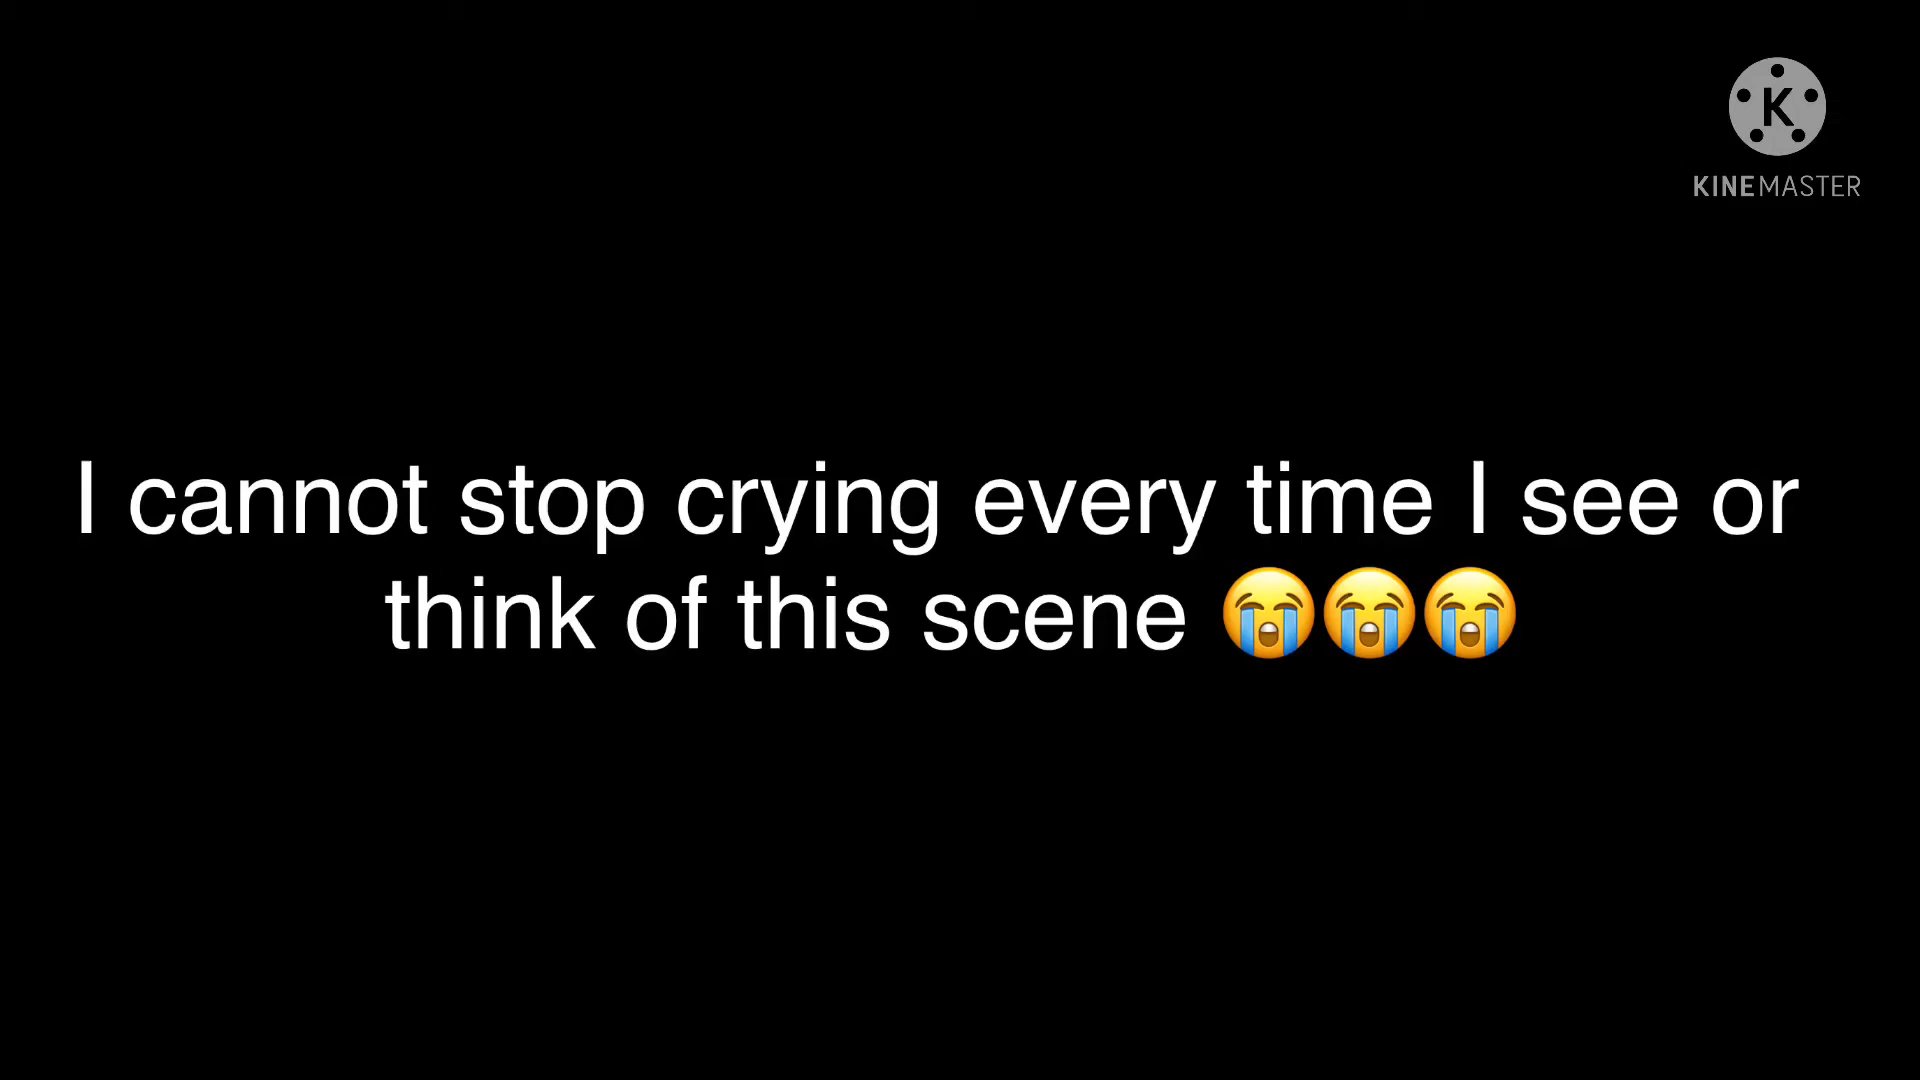 K
KINEMASTER
I cannot stop crying every time I see or
think of this scene 😭😭😭